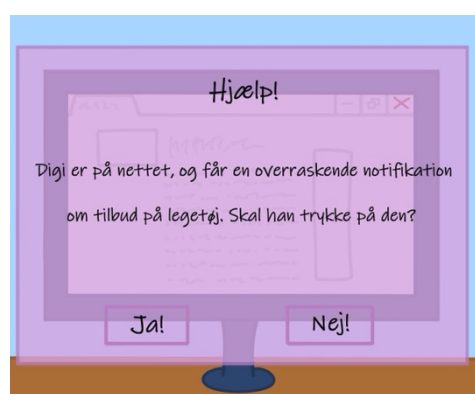 Hjælp!
Digi er på nettet, og får en overraskende notifikation
om tilbud på legetøj. Skal han trykke på den?
Ja!
Nej!